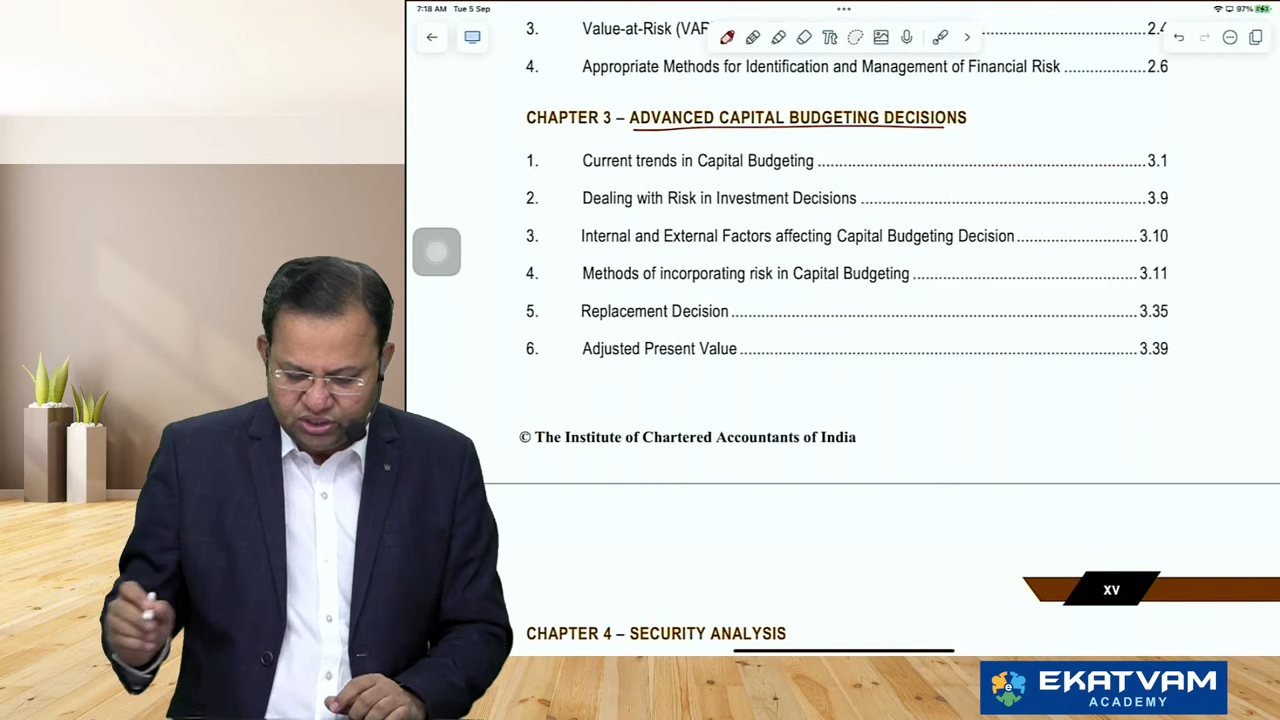 7:18 AM Tue 5 Sep
97%
3. Value-at-Risk (VAR
4. Appropriate Methods for Identification and Management of Financial Risk ..................2.6
CHAPTER 3 – ADVANCED CAPITAL BUDGETING DECISIONS
1. Current trends in Capital Budgeting ..................3.1
2. Dealing with Risk in Investment Decisions ..................3.9
3. Internal and External Factors affecting Capital Budgeting Decision ..................3.10
4. Methods of incorporating risk in Capital Budgeting ..................3.11
5. Replacement Decision ..................3.35
6. Adjusted Present Value ..................3.39
© The Institute of Chartered Accountants of India
XV
CHAPTER 4 – SECURITY ANALYSIS
EKATVAM
ACADEMY